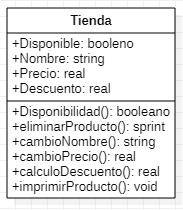 Tienda
+Disponible: booleno
+Nombre: string
+Precio: real
+Descuento: real
+Disponibilidad(): booleano
+eliminarProducto(): sprint
+cambioNombre(): string
+cambioPrecio(): real
+calculoDescuento(): real
+imprimirProducto(): void